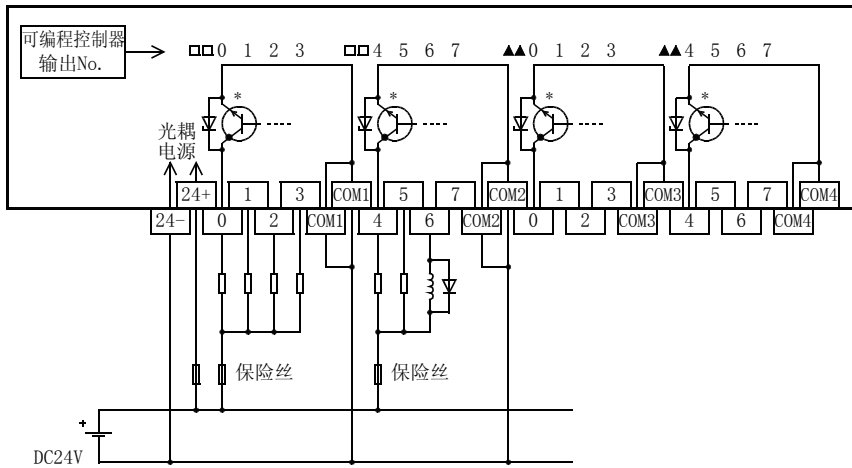 可编程控制器
输出No.
□□0 1 2 3
□□4 5 6 7
▲▲0 1 2 3
▲▲4 5 6 7
* * * *
光耦
电源
24+ 1 3 COM1 5 7 COM2 1 3 COM3 5 7 COM4
24- 0 2 COM1 4 6 COM2 0 2 COM3 4 6 COM4
保险丝 保险丝
+
DC24V